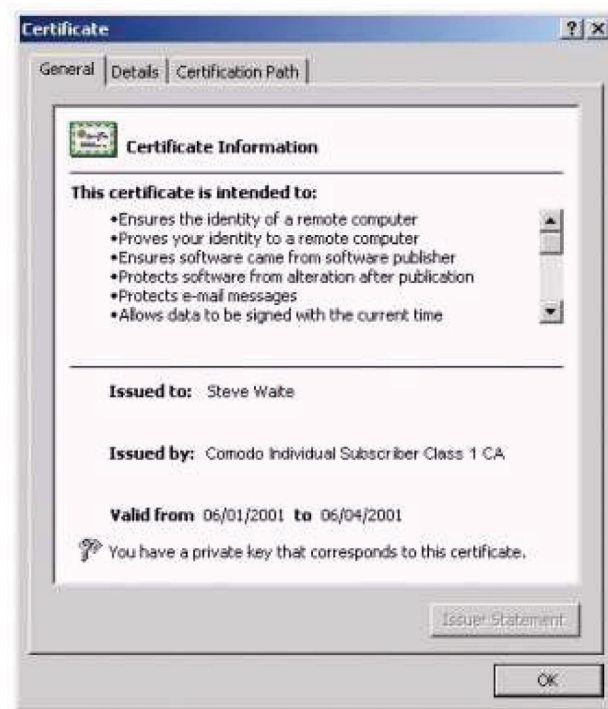 Certificate
General Details Certification Path
Certificate Information
This certificate is intended to:
•Ensures the identity of a remote computer
•Proves your identity to a remote computer
•Ensures software came from software publisher
•Protects software from alteration after publication
•Protects e-mail messages
•Allows data to be signed with the current time
Issued to: Steve Waite
Issued by: Comodo Individual Subscriber Class 1 CA
Valid from 06/01/2001 to 06/04/2001
You have a private key that corresponds to this certificate.
Issuer Statement
OK